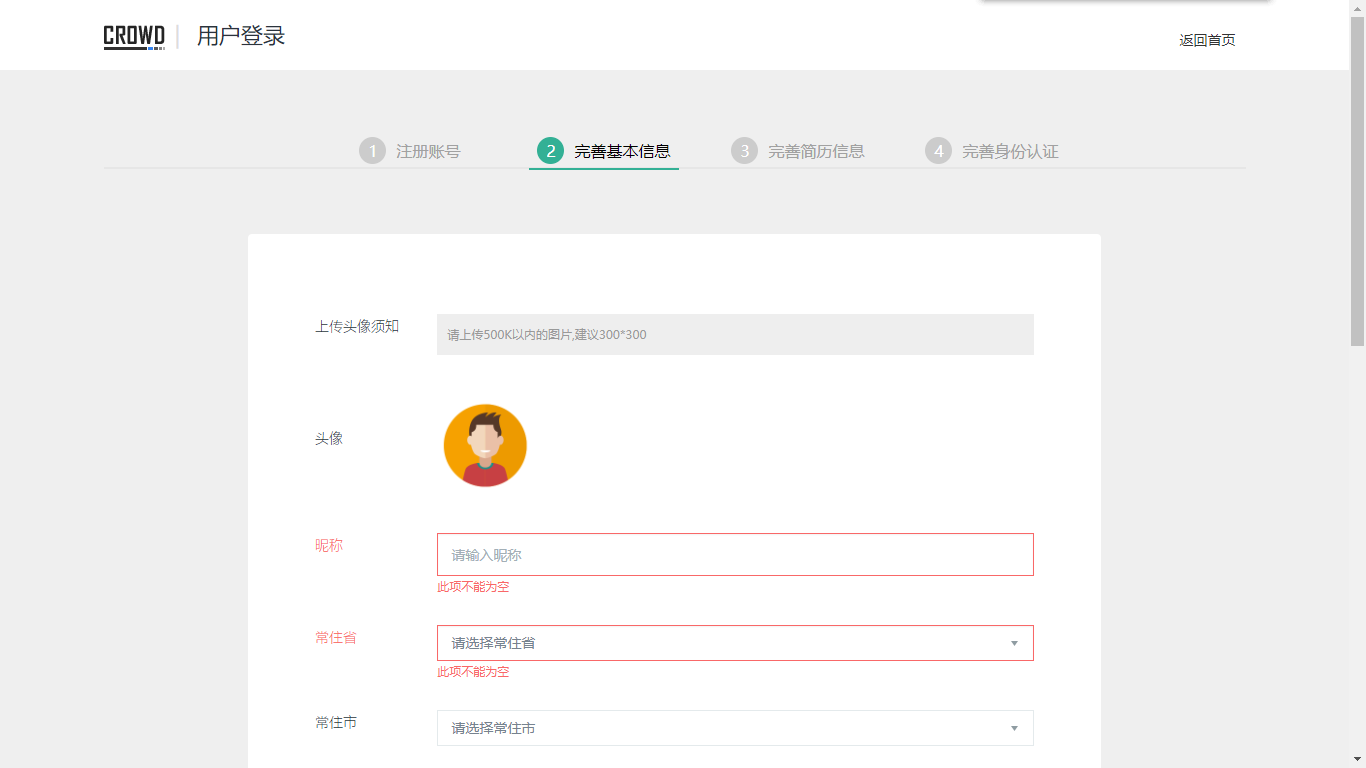 CROWD 用户登录
返回首页
1 注册账号 2 完善基本信息 3 完善简历信息 4 完善身份认证
上传头像须知 请上传500K以内的图片,建议300*300
头像
昵称 请输入昵称
此项不能为空
常住省 请选择常住省
此项不能为空
常住市 请选择常住市